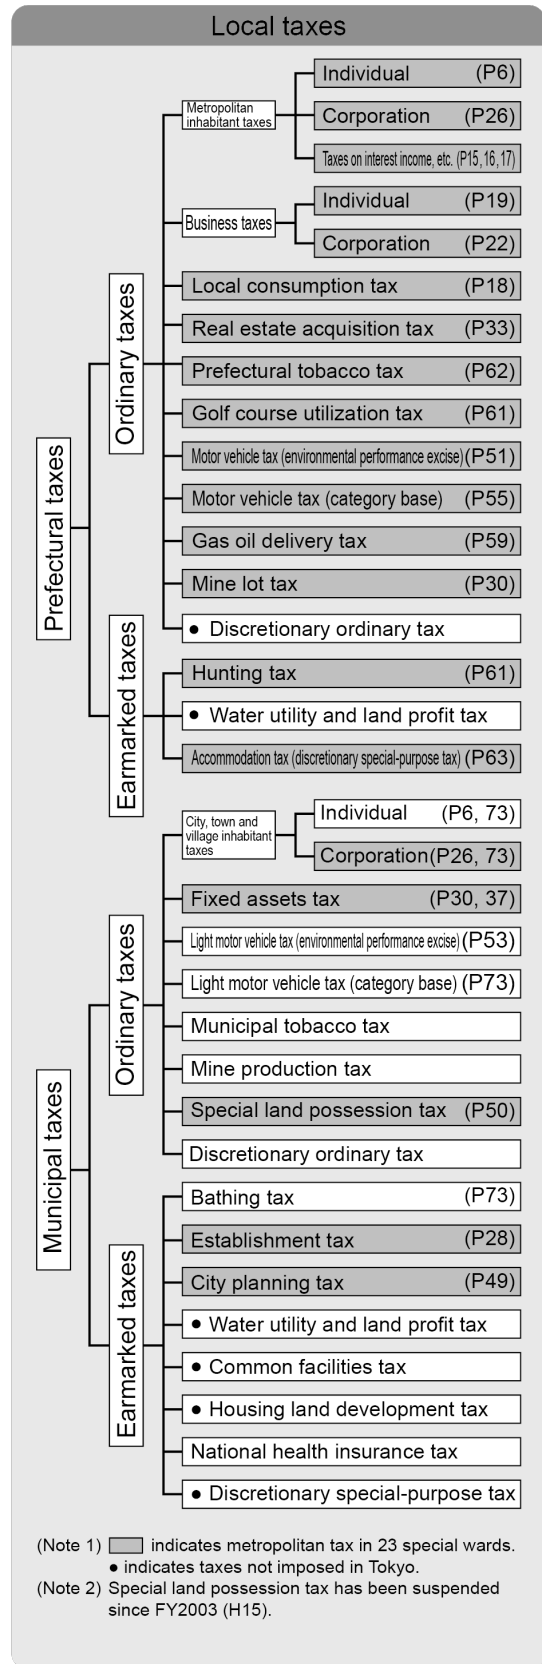 Local taxes
Prefectural taxes
Ordinary taxes
Metropolitan
inhabitant taxes
Individual (P6)
Corporation (P26)
Taxes on interest income, etc. (P15, 16, 17)
Business taxes
Individual (P19)
Corporation (P22)
Local consumption tax (P18)
Real estate acquisition tax (P33)
Prefectural tobacco tax (P62)
Golf course utilization tax (P61)
Motor vehicle tax (environmental performance excise) (P51)
Motor vehicle tax (category base) (P55)
Gas oil delivery tax (P59)
Mine lot tax (P30)
● Discretionary ordinary tax
Earmarked taxes
Hunting tax (P61)
● Water utility and land profit tax
Accommodation tax (discretionary special-purpose tax) (P63)
Municipal taxes
Ordinary taxes
City, town and
village inhabitant
taxes
Individual (P6, 73)
Corporation(P26, 73)
Fixed assets tax (P30, 37)
Light motor vehicle tax (environmental performance excise) (P53)
Light motor vehicle tax (category base) (P73)
Municipal tobacco tax
Mine production tax
Special land possession tax (P50)
Discretionary ordinary tax
Earmarked taxes
Bathing tax (P73)
Establishment tax (P28)
City planning tax (P49)
● Water utility and land profit tax
● Common facilities tax
● Housing land development tax
National health insurance tax
● Discretionary special-purpose tax
(Note 1) indicates metropolitan tax in 23 special wards.
● indicates taxes not imposed in Tokyo.
(Note 2) Special land possession tax has been suspended
since FY2003 (H15).